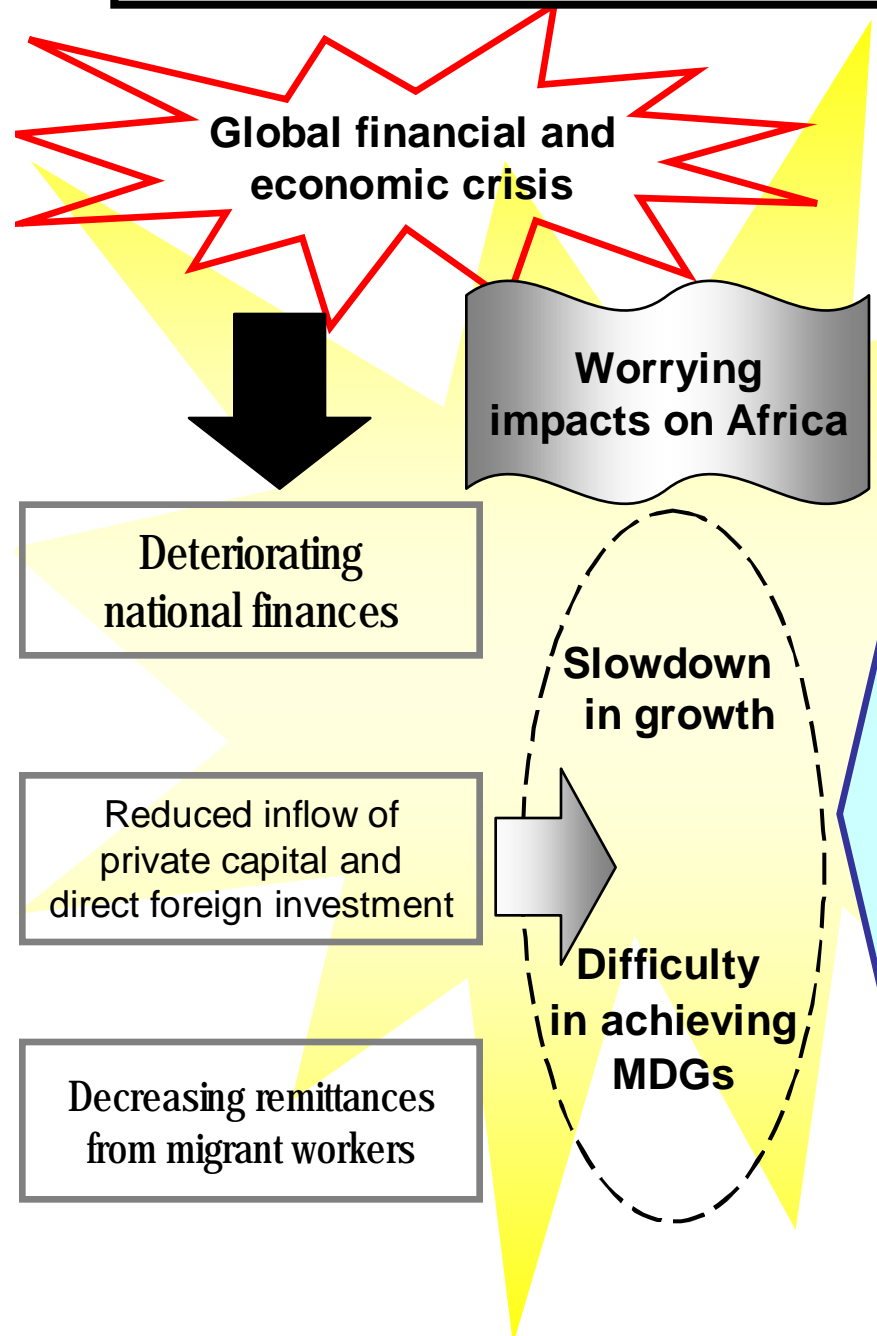 Global financial and
economic crisis
Worrying
impacts on Africa
Deteriorating
national finances
Slowdown
in growth
Reduced inflow of
private capital and
direct foreign investment
Difficulty
in achieving
MDGs
Decreasing remittances
from migrant workers